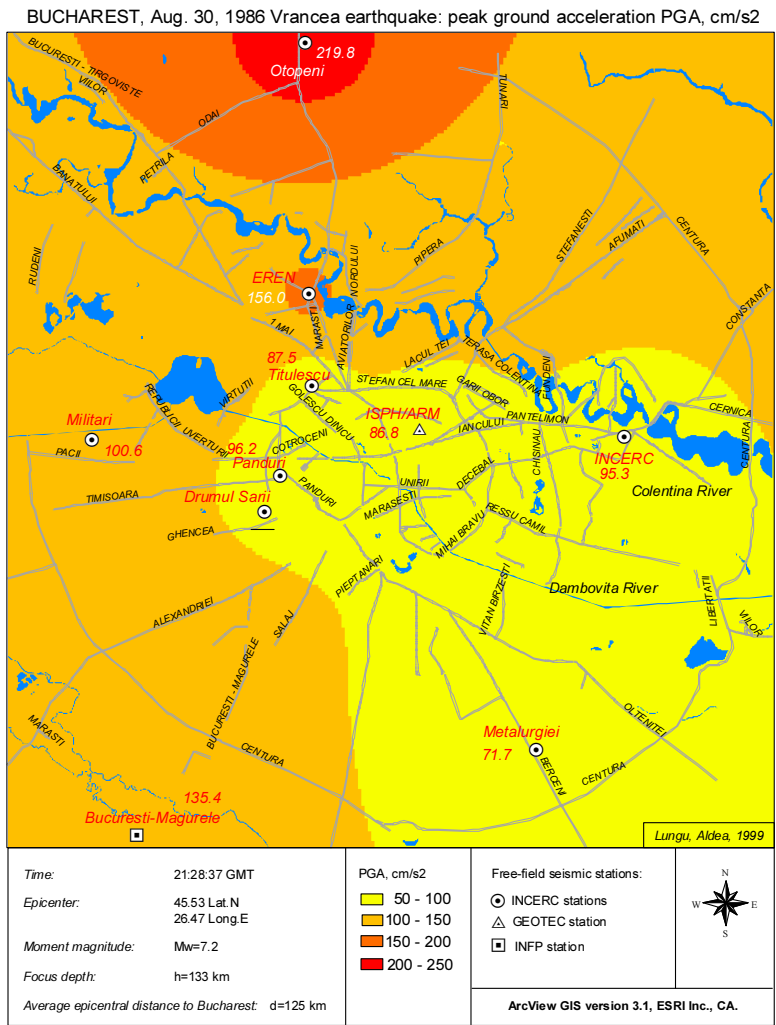 BUCHAREST, Aug. 30, 1986 Vrancea earthquake: peak ground acceleration PGA, cm/s2
219.8
Otopeni
BUCURESTI - TIRGOVISTE
VIILOR
TUNARI
ODAI
PETRILA
BANATULUI
RUDENI
STEFANESTI
AFUMATI
CENTURA
PIPERA
NORDULUI
EREN
156.0
CONSTANTA
1 MAI
MARASTI
AVIATORILOR
LACUL TEI
TERASA COLENTINA
FUNDENI
87.5
Titulescu
STEFAN CEL MARE
GARII OBOR
GOLESCU DINICU
VIRTUTII
REPUBLICII UVERTURII
ISPH/ARM
86.8
IANCULUI
PANTELIMON
CERNICA
CENTURA
Militari
100.6
PACII
96.2
COTROCENI
Panduri
CHISINAU
INCERC
95.3
TIMISOARA
Drumul Sarii
PANDURI
UNIRII
DECEBAL
MARASESTI
Colentina River
GHENCEA
MIHAI BRAVU
RESSU CAMIL
PIEPTANARI
VITAN BIRZESTI
Dambovita River
LIBERTATII
VIILOR
ALEXANDRIEI
SALAJ
BUCURESTI - MAGURELE
MARASTI
CENTURA
OLTENITEI
Metalurgiei
71.7
BERCENI
CENTURA
135.4
Bucuresti-Magurele
Lungu, Aldea, 1999
Time: 21:28:37 GMT
Epicenter: 45.53 Lat.N
26.47 Long.E
Moment magnitude: Mw=7.2
Focus depth: h=133 km
Average epicentral distance to Bucharest: d=125 km
PGA, cm/s2
50 - 100
100 - 150
150 - 200
200 - 250
Free-field seismic stations:
INCERC stations
GEOTEC station
INFP station
N
W E
S
ArcView GIS version 3.1, ESRI Inc., CA.